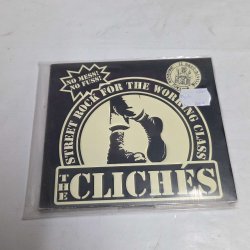 NO MESS!
NO FUSS!
STREET ROCK FOR THE WORKING CLASS
THE
CLICHÉS